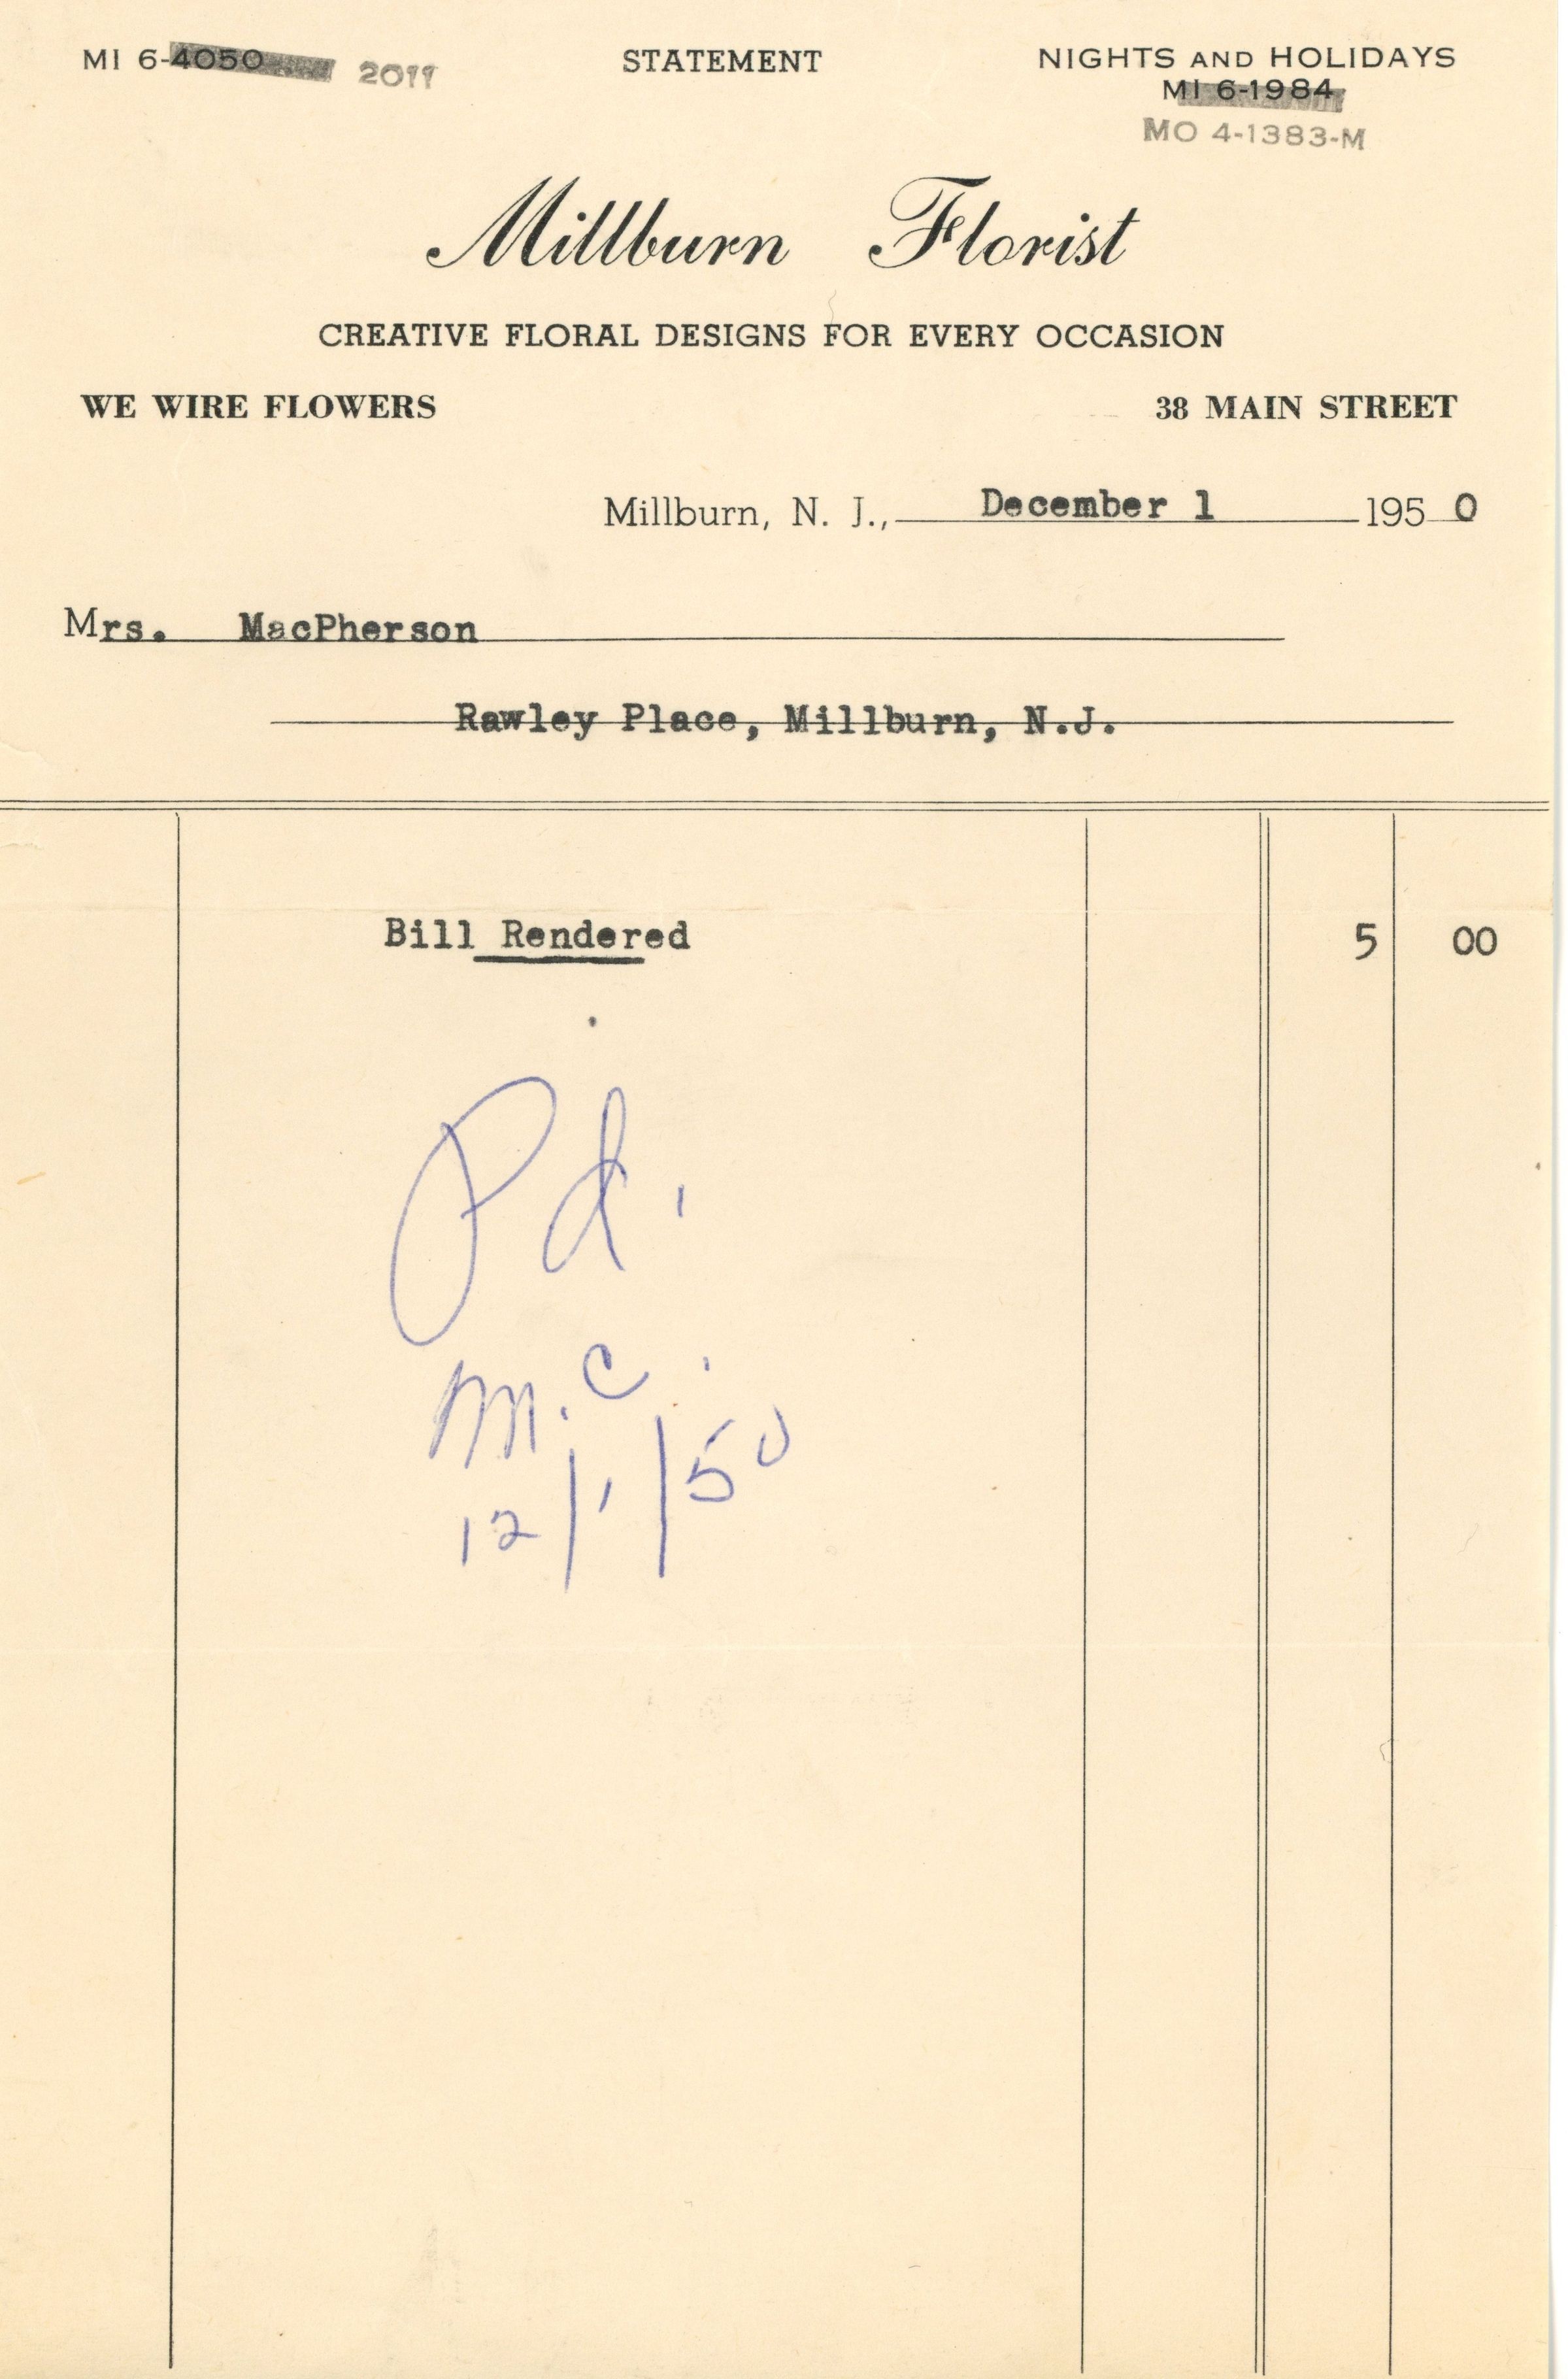 MI 6-4050 2011 STATEMENT NIGHTS AND HOLIDAYS
MI 6-1984
MO 4-1383-M
Millburn Florist
CREATIVE FLORAL DESIGNS FOR EVERY OCCASION
WE WIRE FLOWERS 38 MAIN STREET
Millburn, N. J., December 1 1950
Mrs. MacPherson
Rawley Place, Millburn, N.J.
Bill Rendered 5 00
Pd.
M.C.
12/1/50